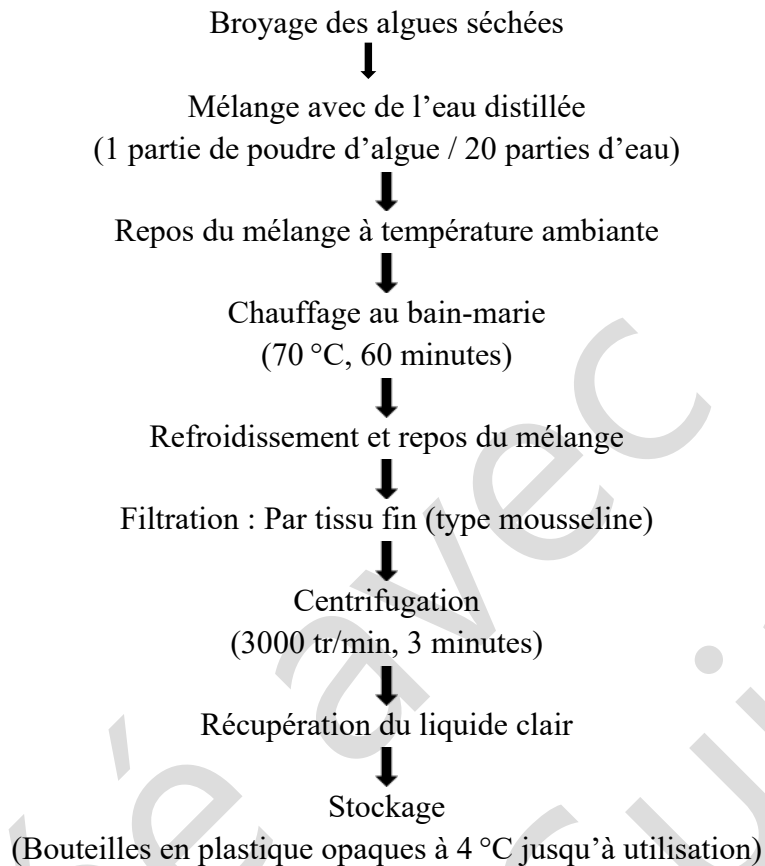 Broyage des algues séchées
Mélange avec de l’eau distillée
(1 partie de poudre d’algue / 20 parties d’eau)
Repos du mélange à température ambiante
Chauffage au bain-marie
(70 °C, 60 minutes)
Refroidissement et repos du mélange
Filtration : Par tissu fin (type mousseline)
Centrifugation
(3000 tr/min, 3 minutes)
Récupération du liquide clair
Stockage
(Bouteilles en plastique opaques à 4 °C jusqu’à utilisation)